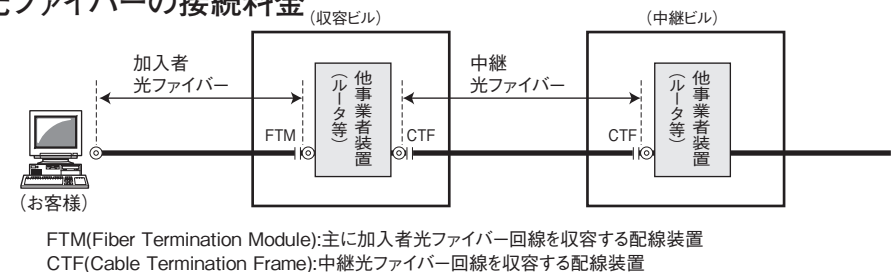 光ファイバーの接続料金
(収容ビル)
(中継ビル)
加入者
光ファイバー
中継
光ファイバー
他事業者装置
(ルータ等)
他事業者装置
(ルータ等)
FTM
CTF
CTF
(お客様)
FTM(Fiber Termination Module):主に加入者光ファイバー回線を収容する配線装置
CTF(Cable Termination Frame):中継光ファイバー回線を収容する配線装置